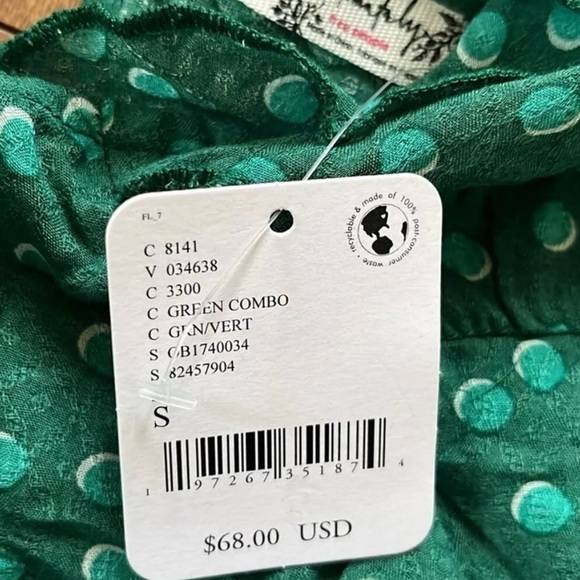 FL_7
recyclable & made of 100% post-consumer waste •
C 8141
V 034638
C 3300
C GREEN COMBO
C GRN/VERT
S OB1740034
S 82457904
S
1 97267 35187 4
$68.00 USD